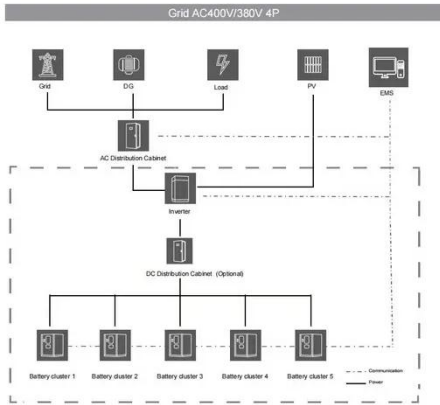 Grid AC400V/380V 4P
Grid
DG
Load
PV
EMS
AC Distribution Cabinet
Inverter
DC Distribution Cabinet (Optional)
Battery cluster 1
Battery cluster 2
Battery cluster 3
Battery cluster 4
Battery cluster 5
Communication
Power